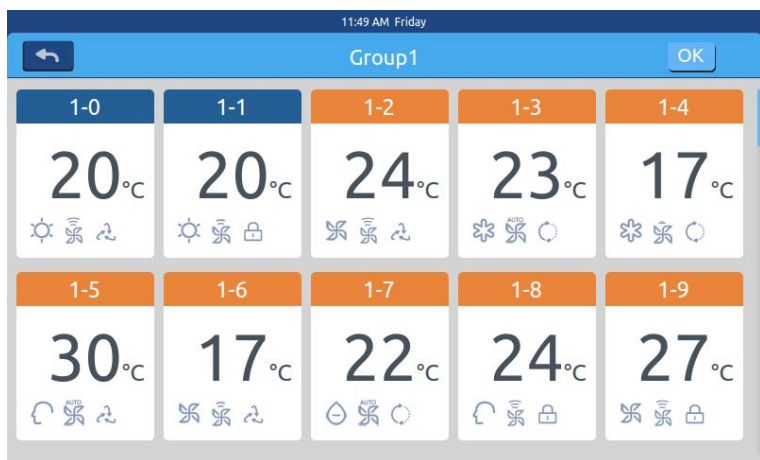 11:49 AM Friday
Group1 OK
1-0 1-1 1-2 1-3 1-4
20°C 20°C 24°C 23°C 17°C
AUTO
1-5 1-6 1-7 1-8 1-9
30°C 17°C 22°C 24°C 27°C
AUTO AUTO